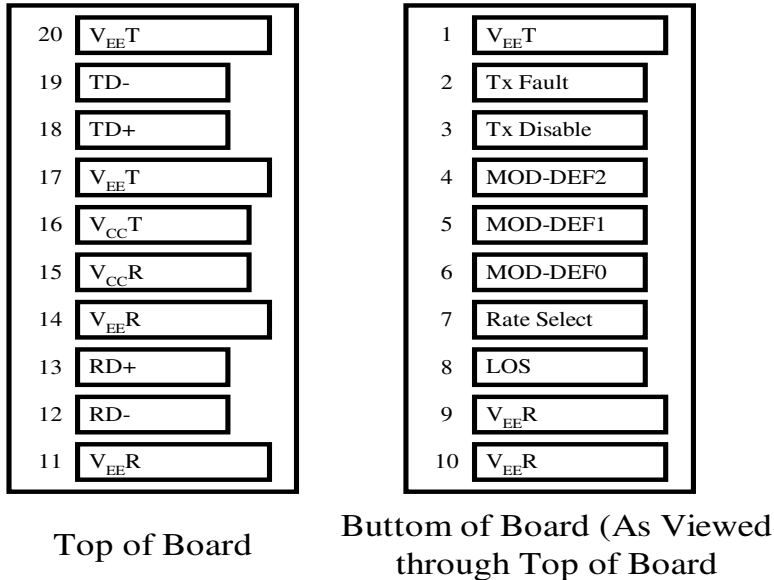 20 VEET
19 TD-
18 TD+
17 VEET
16 VCCT
15 VCCR
14 VEER
13 RD+
12 RD-
11 VEER
Top of Board
1 VEET
2 Tx Fault
3 Tx Disable
4 MOD-DEF2
5 MOD-DEF1
6 MOD-DEF0
7 Rate Select
8 LOS
9 VEER
10 VEER
Buttom of Board (As Viewed
through Top of Board